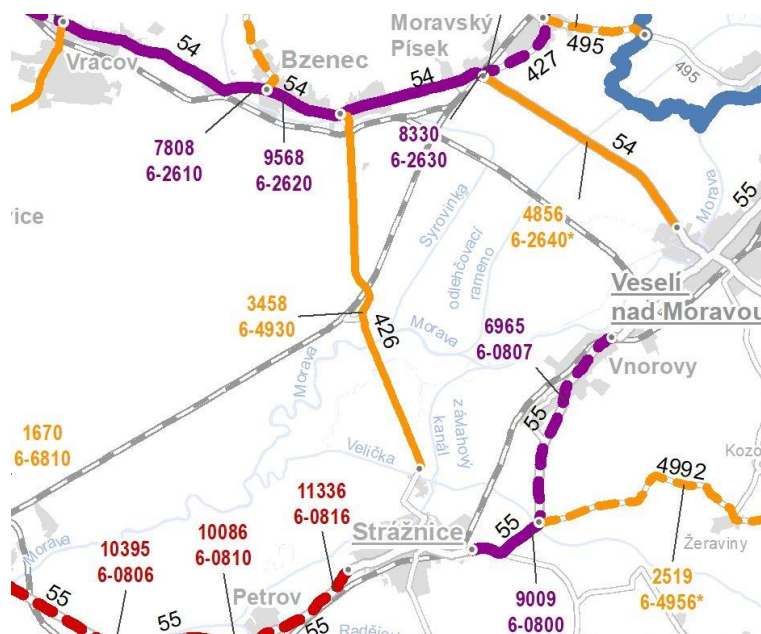 Moravský
Písek
495
54
427
Vracov
Bzenec
54
54
495
7808
6-2610
9568
6-2620
8330
6-2630
54
Morava
55
4856
6-2640*
vice
Syrovinka
odlehčovací
rameno
Veselí
nad Moravou
3458
6-4930
426
Morava
6965
6-0807
Vnorovy
Morava
55
závlahový
kanál
1670
6-6810
Velička
4992
Kozo
11336
6-0816
10086
6-0810
Strážnice
55
Žeraviny
Morava
10395
6-0806
2519
6-4956*
55
Petrov
9009
6-0800
55
55
Radějo